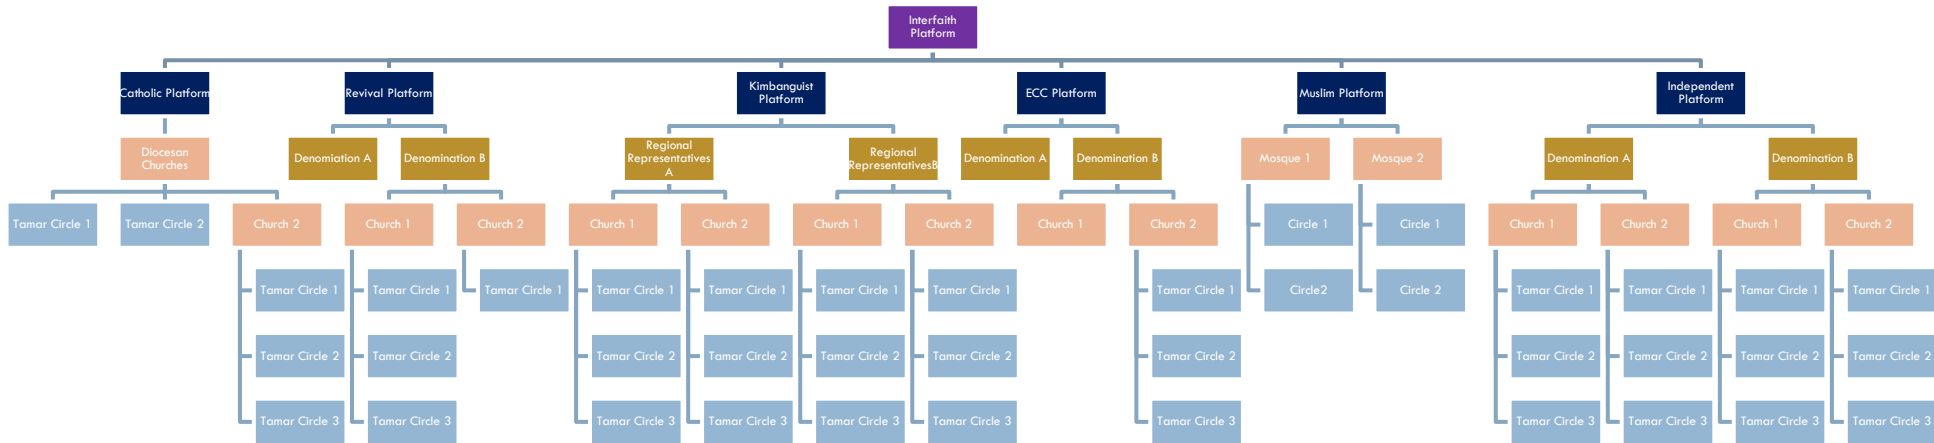 Interfaith
Platform
Catholic Platform
Revival Platform
Kimbanguist
Platform
ECC Platform
Muslim Platform
Independent
Platform
Diocesan
Churches
Denomiation A
Denomination B
Regional
Representatives
A
Regional
RepresentativesB
Denomination A
Denomination B
Mosque 1
Mosque 2
Denomination A
Denomination B
Tamar Circle 1
Tamar Circle 2
Church 2
Church 1
Church 2
Church 1
Church 2
Church 1
Church 2
Church 1
Church 2
Circle 1
Circle 1
Church 1
Church 2
Church 1
Church 2
Tamar Circle 1
Tamar Circle 1
Tamar Circle 1
Tamar Circle 1
Tamar Circle 1
Tamar Circle 1
Tamar Circle 1
Tamar Circle 1
Circle2
Circle 2
Tamar Circle 1
Tamar Circle 1
Tamar Circle 1
Tamar Circle 1
Tamar Circle 2
Tamar Circle 2
Tamar Circle 2
Tamar Circle 2
Tamar Circle 2
Tamar Circle 2
Tamar Circle 2
Tamar Circle 2
Tamar Circle 2
Tamar Circle 2
Tamar Circle 2
Tamar Circle 3
Tamar Circle 3
Tamar Circle 3
Tamar Circle 3
Tamar Circle 3
Tamar Circle 3
Tamar Circle 3
Tamar Circle 3
Tamar Circle 3
Tamar Circle 3
Tamar Circle 3